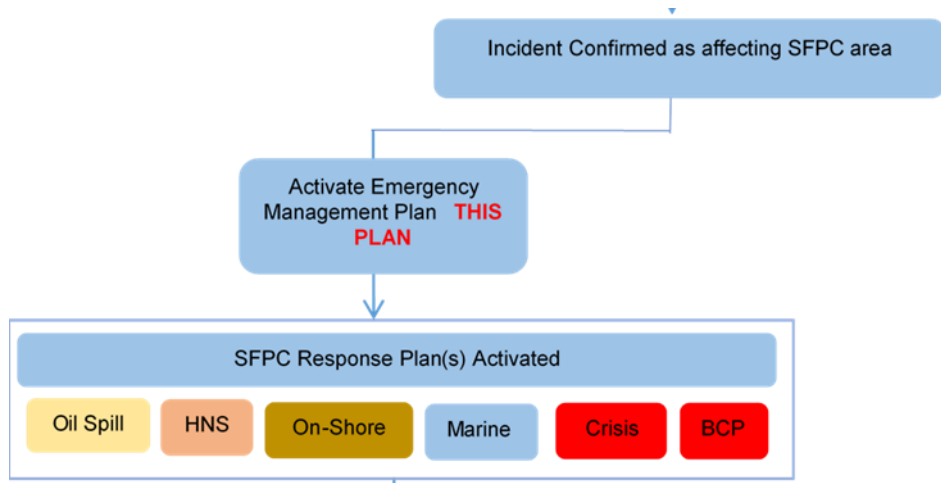 Incident Confirmed as affecting SFPC area
Activate Emergency
Management Plan THIS
PLAN
SFPC Response Plan(s) Activated
Oil Spill
HNS
On-Shore
Marine
Crisis
BCP